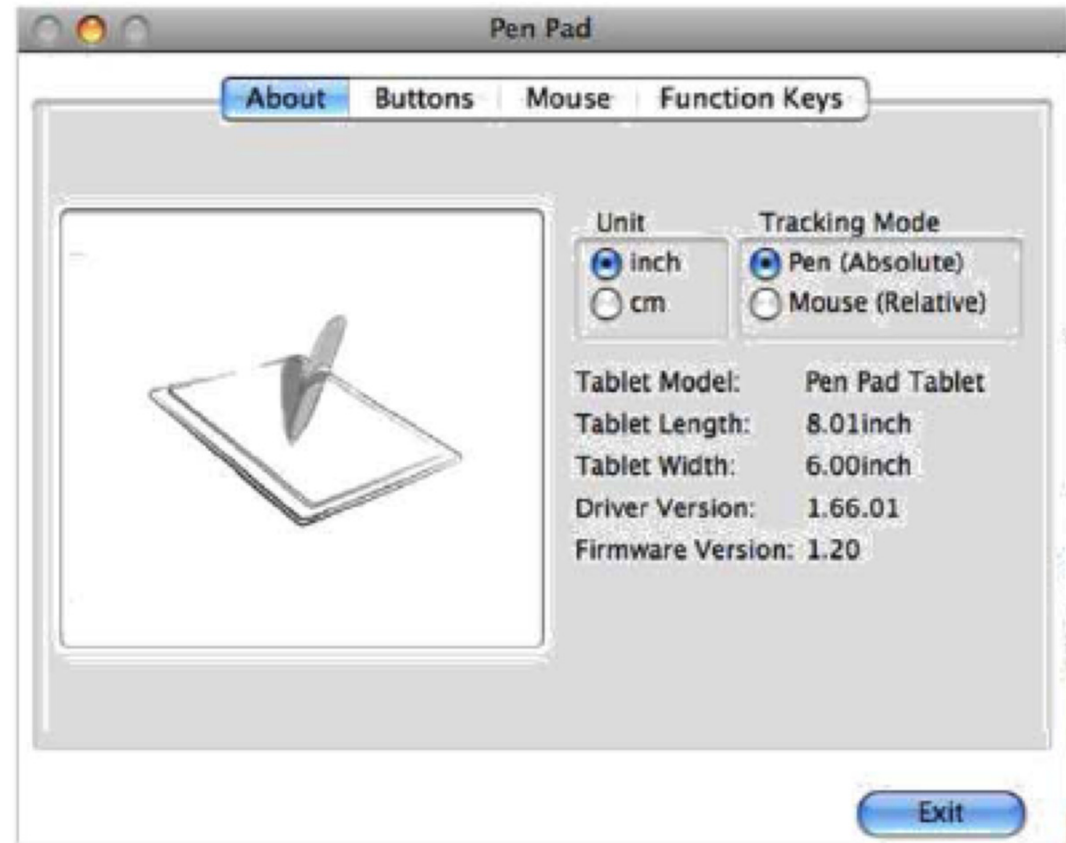 Pen Pad
About Buttons Mouse Function Keys
Unit Tracking Mode
inch Pen (Absolute)
cm Mouse (Relative)
Tablet Model: Pen Pad Tablet
Tablet Length: 8.01inch
Tablet Width: 6.00inch
Driver Version: 1.66.01
Firmware Version: 1.20
Exit